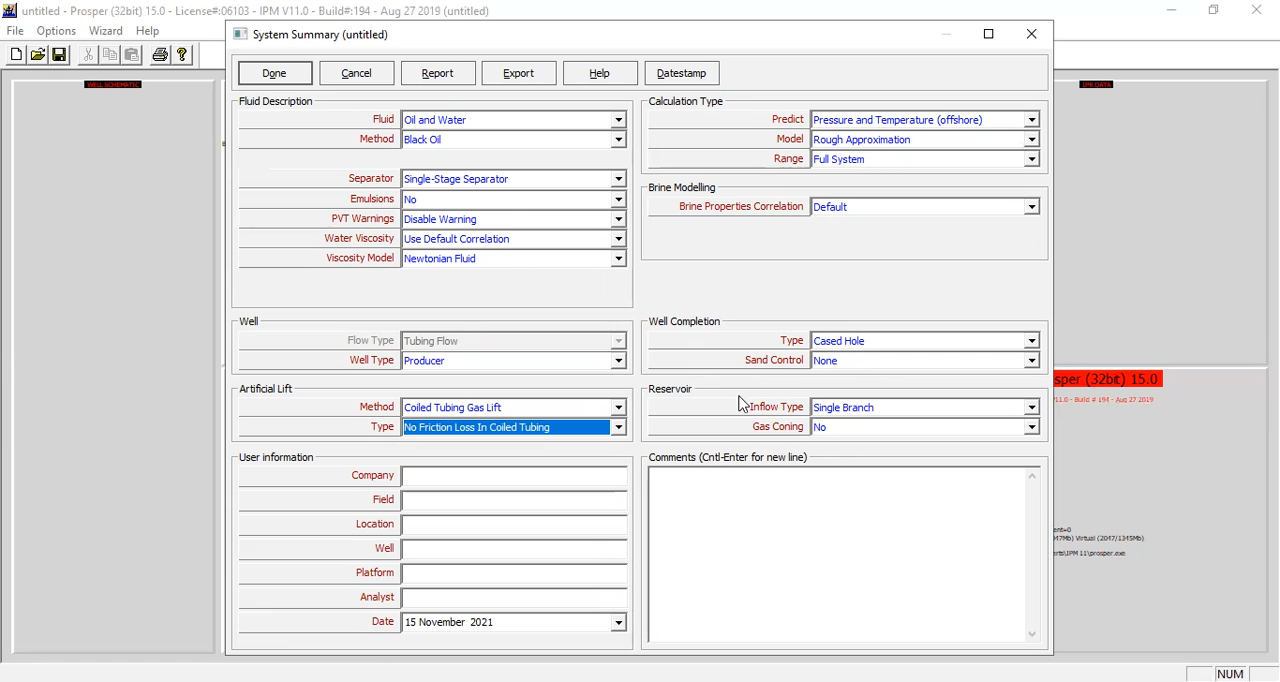 untitled - Prosper (32bit) 15.0 - License#:06103 - IPM V11.0 - Build#:194 - Aug 27 2019 (untitled)
File Options Wizard Help
System Summary (untitled)
Done Cancel Report Export Help Datestamp
WELL SCHEMATIC
IPR DATA
Fluid Description
Fluid Oil and Water
Method Black Oil
Separator Single-Stage Separator
Emulsions No
PVT Warnings Disable Warning
Water Viscosity Use Default Correlation
Viscosity Model Newtonian Fluid
Calculation Type
Predict Pressure and Temperature (offshore)
Model Rough Approximation
Range Full System
Brine Modelling
Brine Properties Correlation Default
Well
Flow Type Tubing Flow
Well Type Producer
Well Completion
Type Cased Hole
Sand Control None
Artificial Lift
Method Coiled Tubing Gas Lift
Type No Friction Loss In Coiled Tubing
Reservoir
Inflow Type Single Branch
Gas Coning No
User information
Company
Field
Location
Well
Platform
Analyst
Date 15 November 2021
Comments (Cntl-Enter for new line)
sper (32bit) 15.0
11.0 - Build # 194 - Aug 27 2019
ent=0
47Mb) Virtual (2047/1345Mb)
erts\IPM 11\prosper.exe
NUM